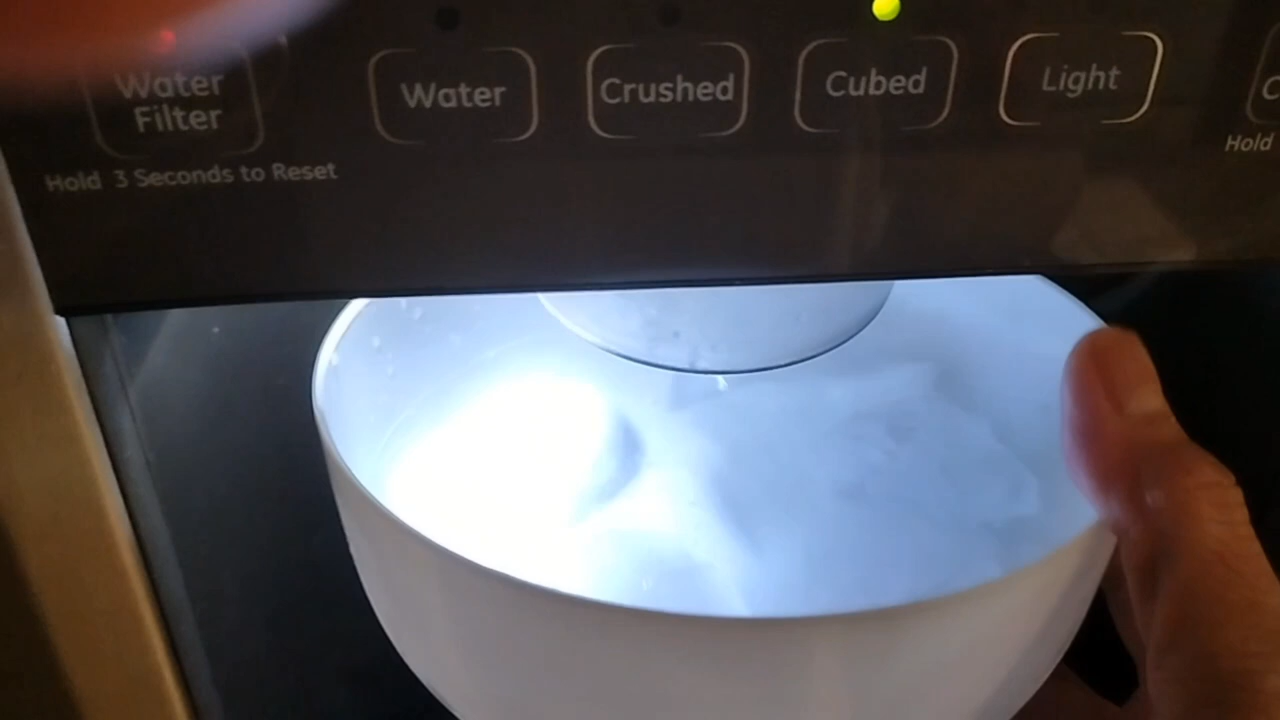 Water
Filter
Hold 3 Seconds to Reset
Water
Crushed
Cubed
Light
Hold